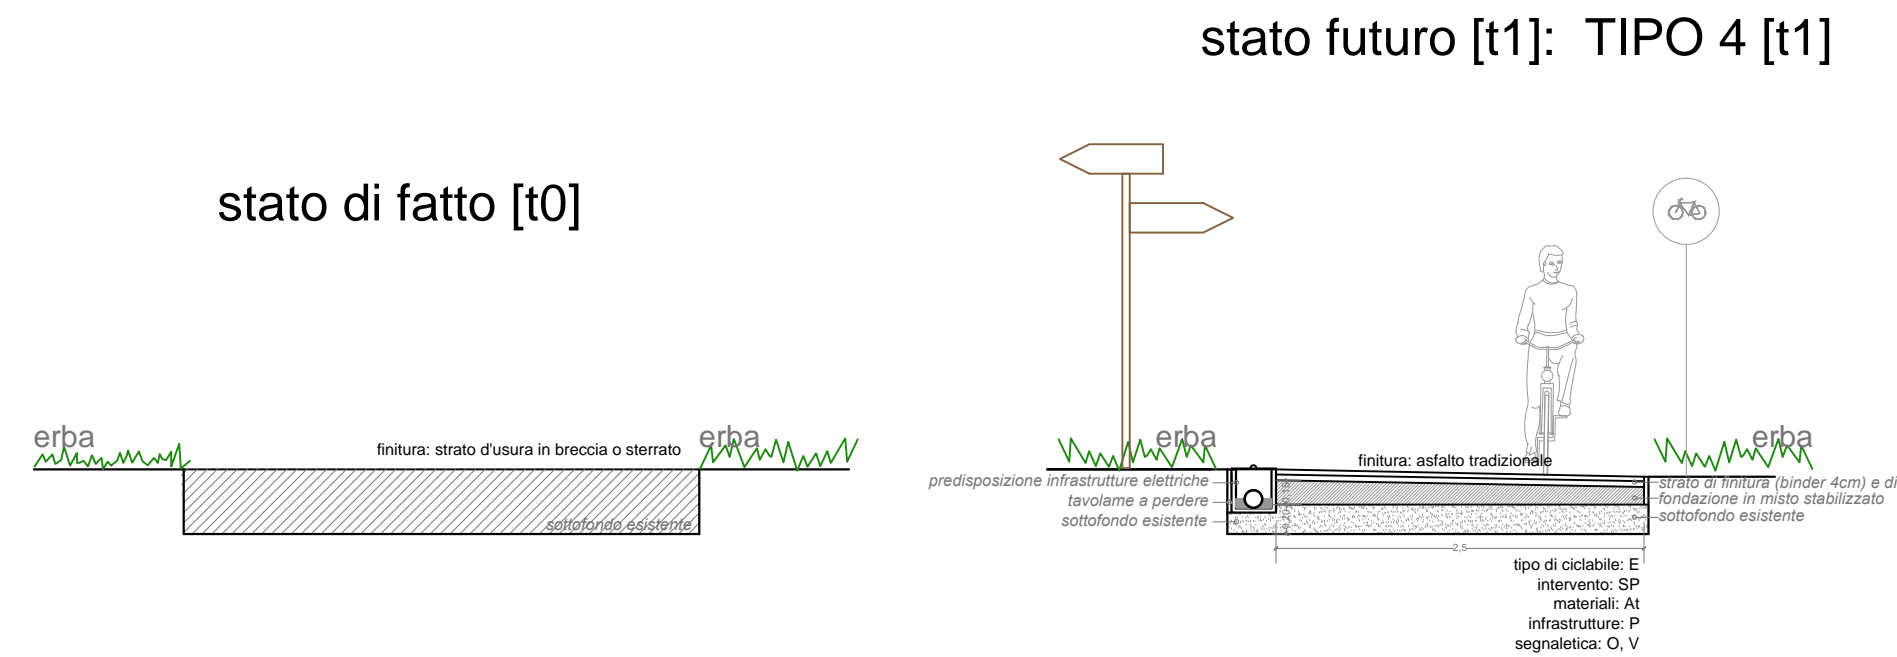 stato futuro [t1]: TIPO 4 [t1]
stato di fatto [t0]
erba
finitura: strato d'usura in breccia o sterrato
erba
sottofondo esistente
erba
erba
finitura: asfalto tradizionale
predisposizione infrastrutture elettriche
tavolame a perdere
sottofondo esistente
strato di finitura (binder 4cm) e di
fondazione in misto stabilizzato
sottofondo esistente
2,5
tipo di ciclabile: E
intervento: SP
materiali: At
infrastrutture: P
segnaletica: O, V